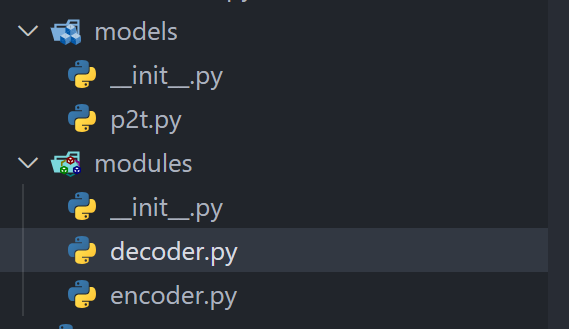 models
__init__.py
p2t.py
modules
__init__.py
decoder.py
encoder.py